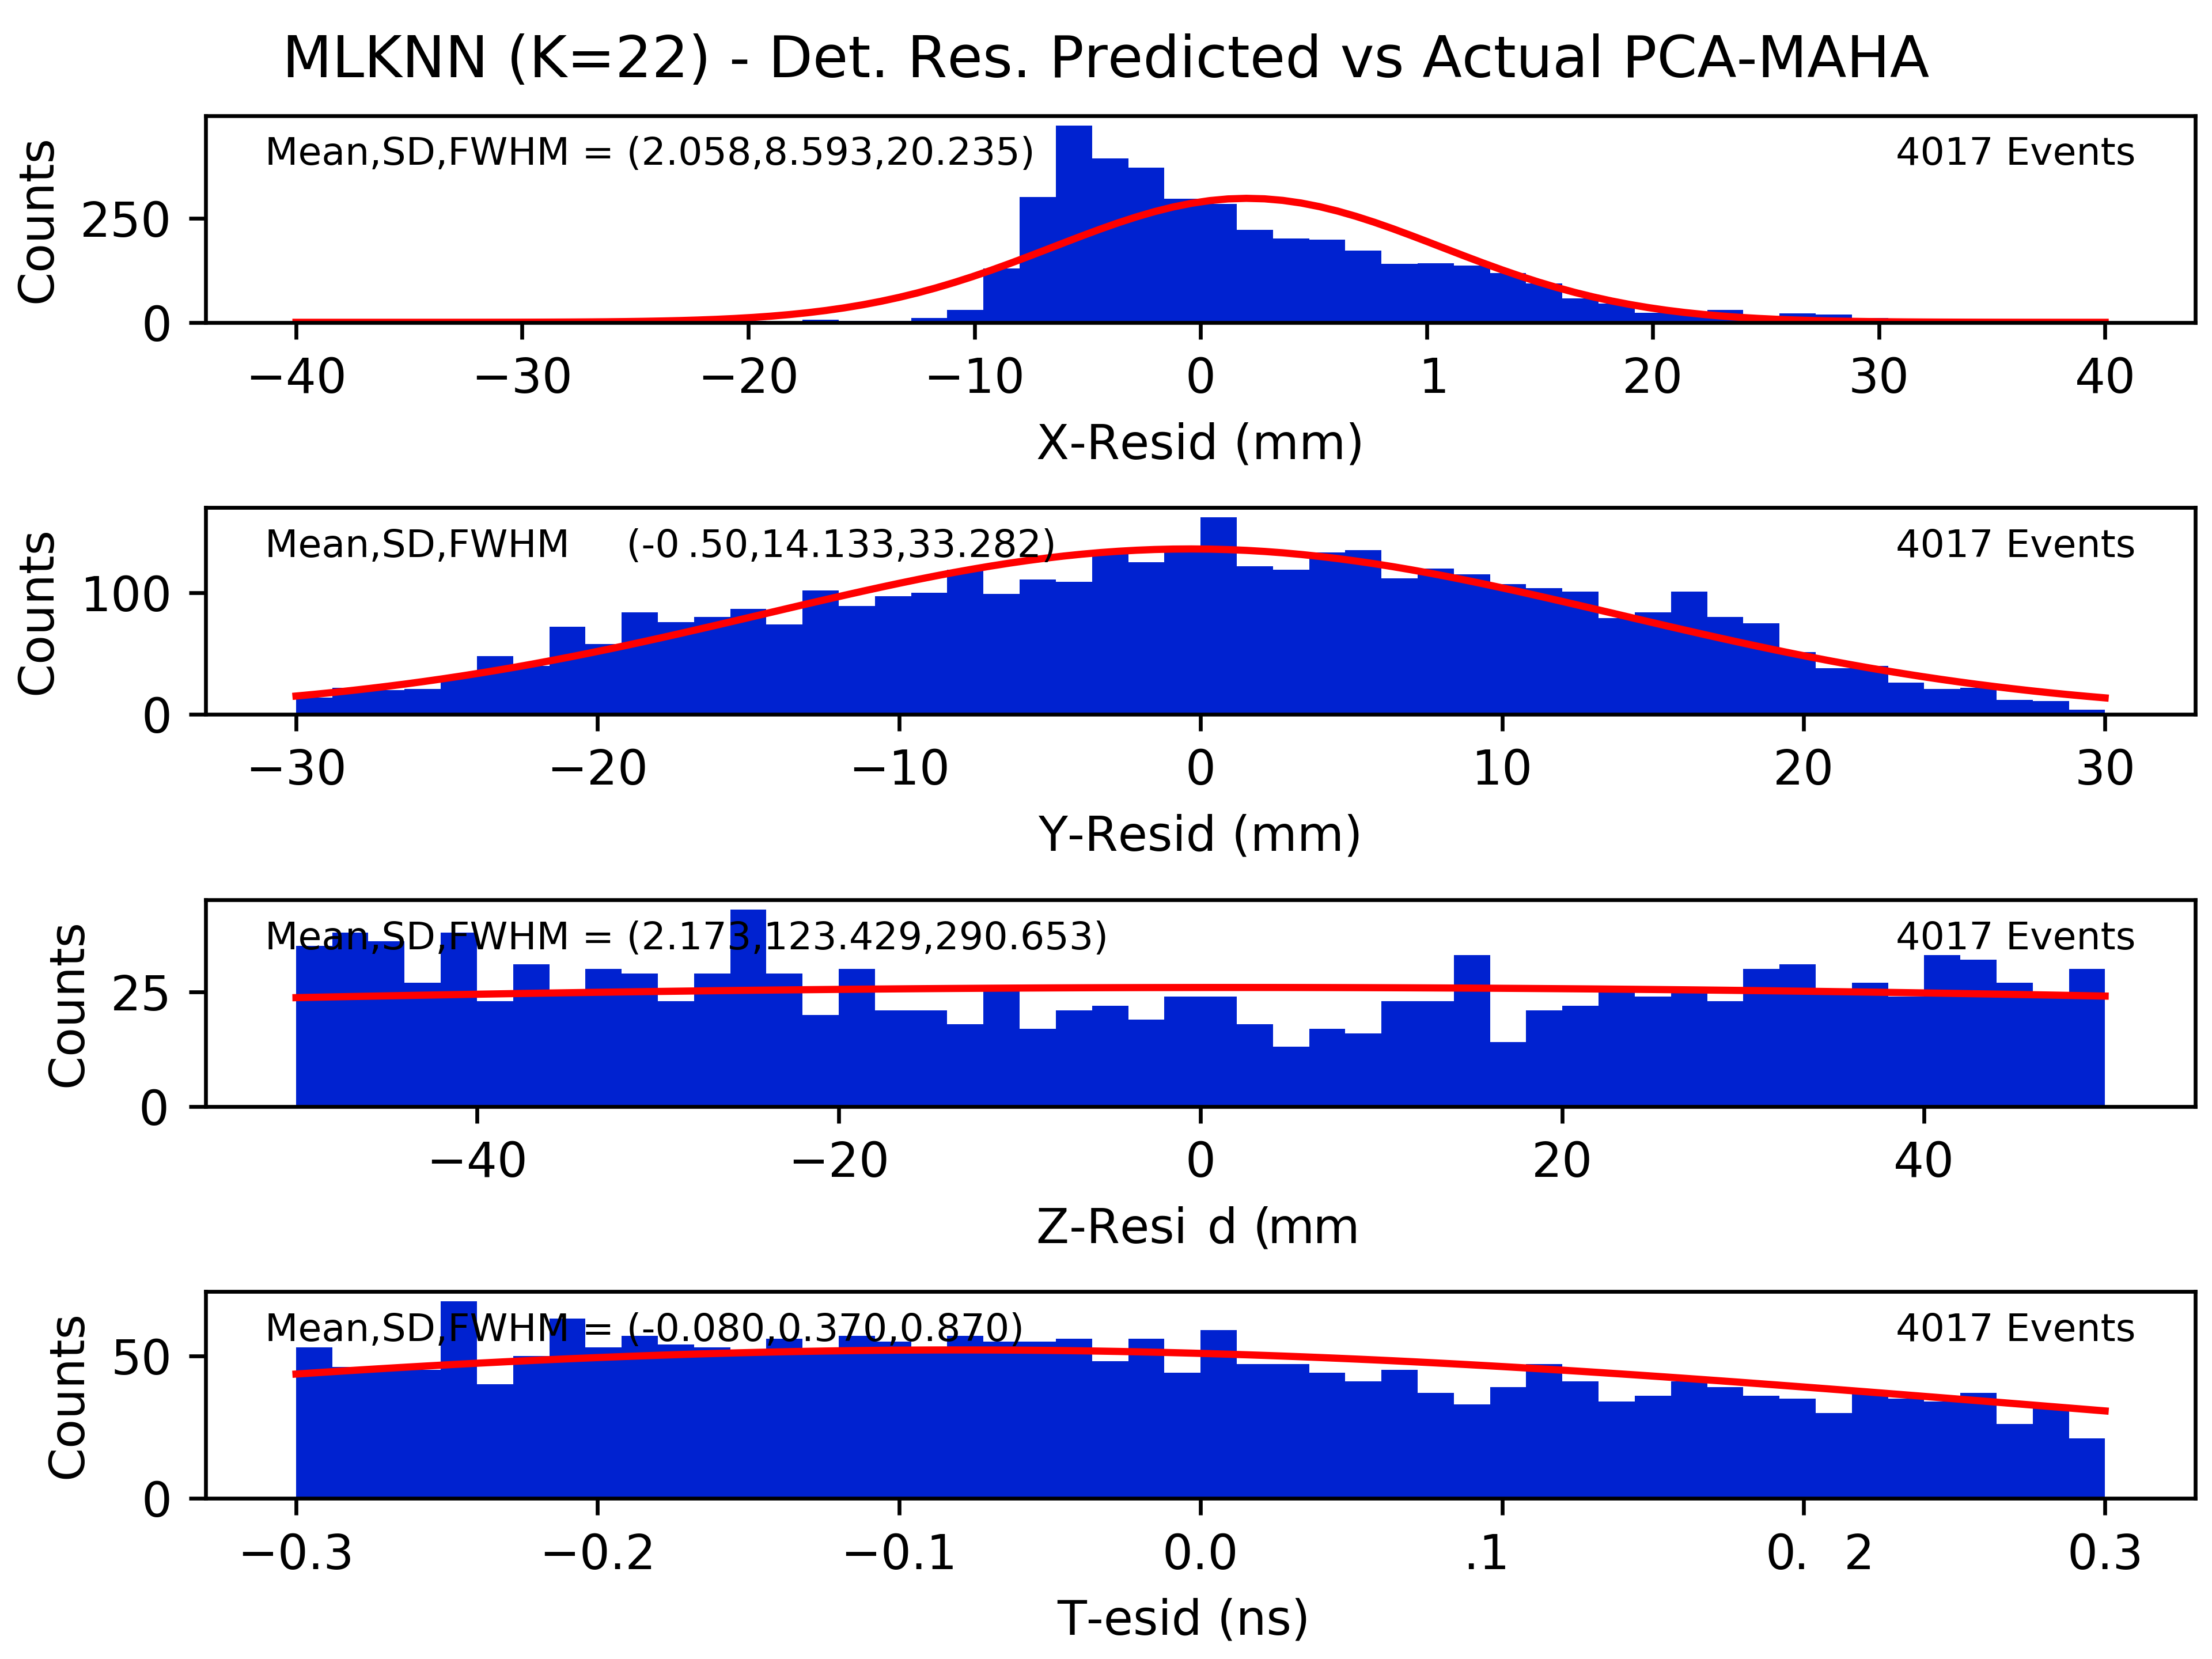 MLKNN (K=22) - Det. Res. Predicted vs Actual PCA-MAHA
Mean,SD,FWHM = (2.058,8.593,20.235)
4017 Events
Counts
250
0
−40 −30 −20 −10 0 1 20 30 40
X-Resid (mm)
Mean,SD,FWHM (-0 .50,14.133,33.282)
4017 Events
Counts
100
0
−30 −20 −10 0 10 20 30
Y-Resid (mm)
Mean,SD,FWHM = (2.173,123.429,290.653)
4017 Events
Counts
25
0
−40 −20 0 20 40
Z-Resi d (mm
Mean,SD,FWHM = (-0.080,0.370,0.870)
4017 Events
Counts
50
0
−0.3 −0.2 −0.1 0.0 .1 0. 2 0.3
T-esid (ns)